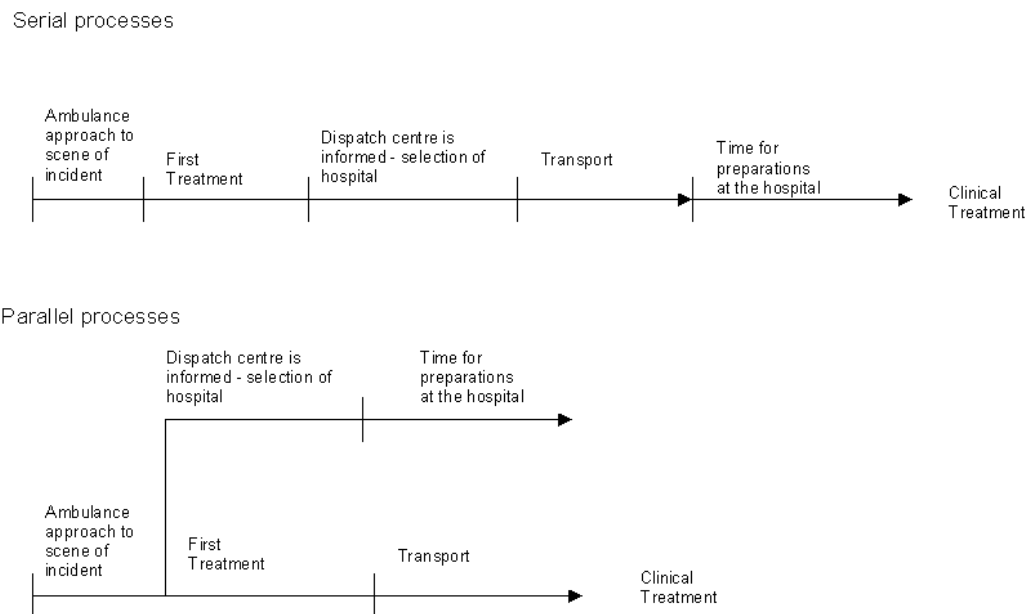 Serial processes
Ambulance
approach to
scene of
incident
First
Treatment
Dispatch centre is
informed - selection of
hospital
Transport
Time for
preparations
at the hospital
Clinical
Treatment
Parallel processes
Dispatch centre is
informed - selection of
hospital
Time for
preparations
at the hospital
Ambulance
approach to
scene of
incident
First
Treatment
Transport
Clinical
Treatment